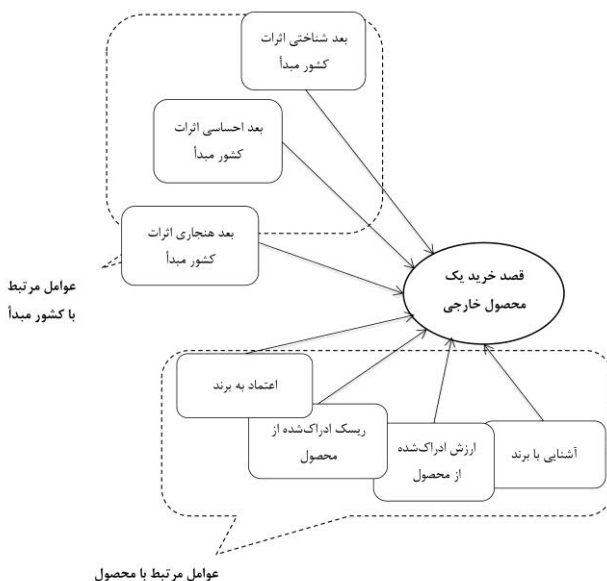 بعد شناختی اثرات
کشور مبدأ
بعد احساسی اثرات
کشور مبدأ
بعد هنجاری اثرات
کشور مبدأ
قصد خرید یک
محصول خارجی
عوامل مرتبط
با کشور مبدأ
اعتماد به برند
ریسک ادراک‌شده از
محصول
ارزش ادراک‌شده
از محصول
آشنایی با برند
عوامل مرتبط با محصول